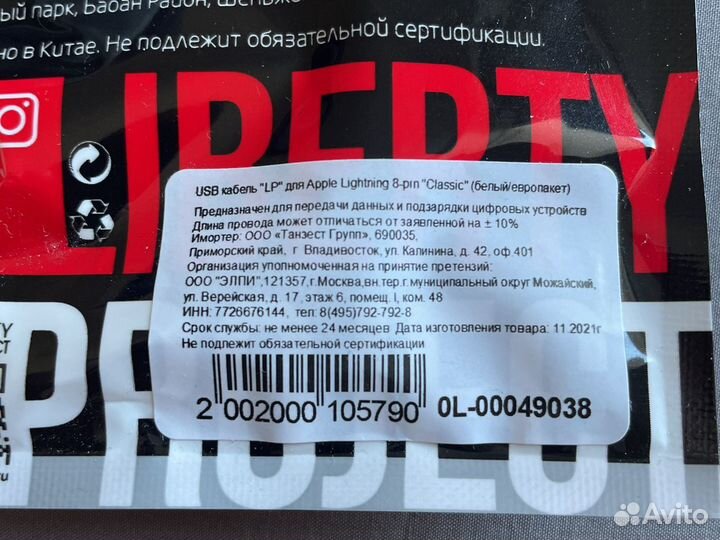 ый парк, Баоан Район, Шеньчж
но в Китае. Не подлежит обязательной сертификации.
LIBERTY
USB кабель "LP" для Apple Lightning 8-pin "Classic" (белый/европакет)
Предназначен для передачи данных и подзарядки цифровых устройств
Длина провода может отличаться от заявленной на ± 10%
Имортер: ООО «Танзест Групп», 690035,
Приморский край, г Владивосток, ул. Калинина, д. 42, оф.401
Организация уполномоченная на принятие претензий:
ООО "ЭЛПИ",121357,г.Москва,вн.тер.г.муниципальный округ Можайский,
ул. Верейская, д. 17, этаж 6, помещ. I, ком. 48
ИНН: 7726676144, тел: 8(495)792-792-8
Срок службы: не менее 24 месяцев Дата изготовления товара: 11.2021г
Не подлежит обязательной сертификации
2 002000 105790 0L-00049038
PROJECT
Avito